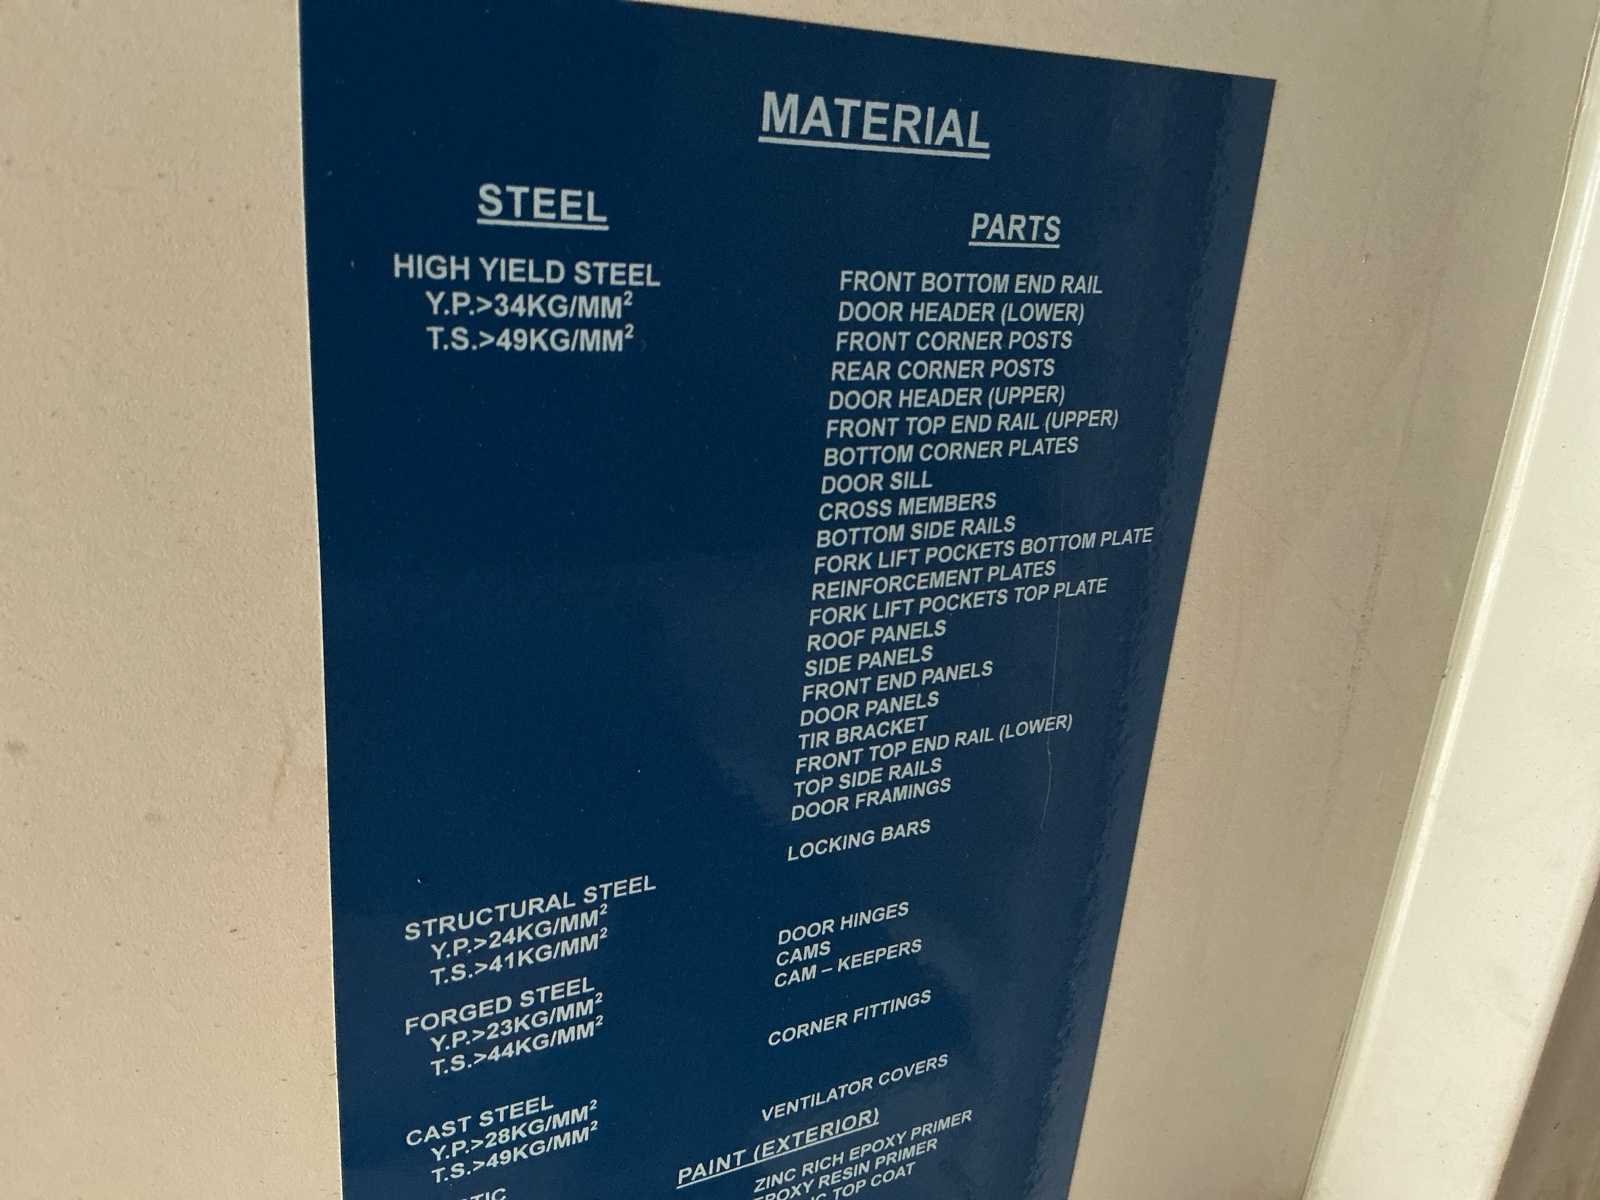 MATERIAL
STEEL
PARTS
HIGH YIELD STEEL
Y.P.>34KG/MM²
T.S.>49KG/MM²
FRONT BOTTOM END RAIL
DOOR HEADER (LOWER)
FRONT CORNER POSTS
REAR CORNER POSTS
DOOR HEADER (UPPER)
FRONT TOP END RAIL (UPPER)
BOTTOM CORNER PLATES
DOOR SILL
CROSS MEMBERS
BOTTOM SIDE RAILS
FORK LIFT POCKETS BOTTOM PLATE
REINFORCEMENT PLATES
FORK LIFT POCKETS TOP PLATE
ROOF PANELS
SIDE PANELS
FRONT END PANELS
DOOR PANELS
TIR BRACKET
FRONT TOP END RAIL (LOWER)
TOP SIDE RAILS
DOOR FRAMINGS
STRUCTURAL STEEL
Y.P.>24KG/MM²
T.S.>41KG/MM²
LOCKING BARS
FORGED STEEL
Y.P.>23KG/MM²
T.S.>44KG/MM²
DOOR HINGES
CAMS
CAM – KEEPERS
CAST STEEL
Y.P.>28KG/MM²
T.S.>49KG/MM²
CORNER FITTINGS
VENTILATOR COVERS
PAINT (EXTERIOR)
ZINC RICH EPOXY PRIMER
EPOXY RESIN PRIMER
TOP COAT